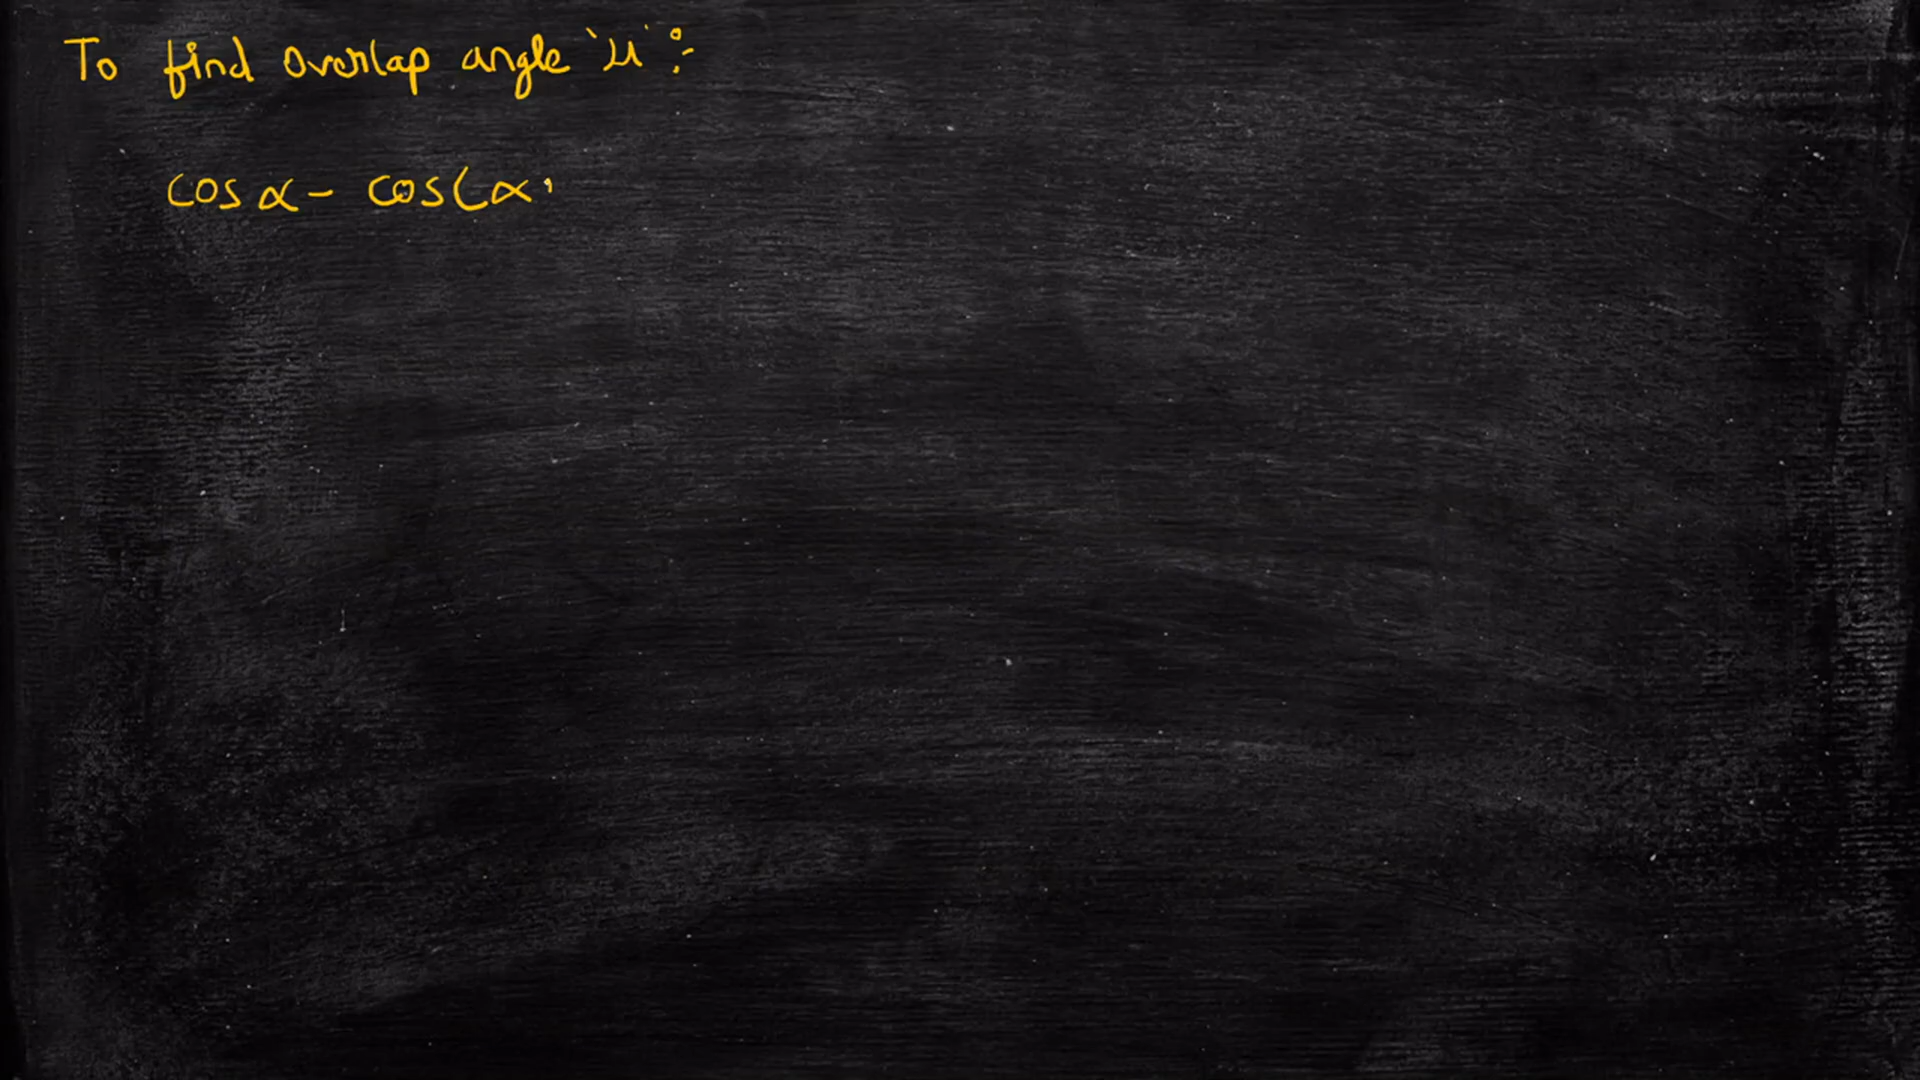 To find overlap angle 'μ' :-
cos α - cos(α